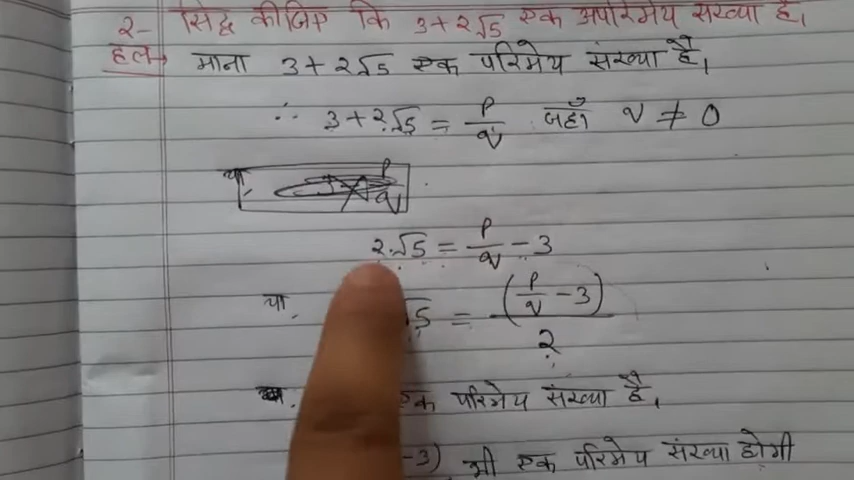 2- सिद्ध कीजिए कि 3+2√5 एक अपरिमेय संख्या है।
हल→ माना 3+2√5 एक परिमेय संख्या है।
∴ 3+2√5 = p/q जहाँ q ≠ 0
या,
2√5 = p/q - 3
या, √5 = (p/q - 3)/2
एक परिमेय संख्या है।
-3) भी एक परिमेय संख्या होगी